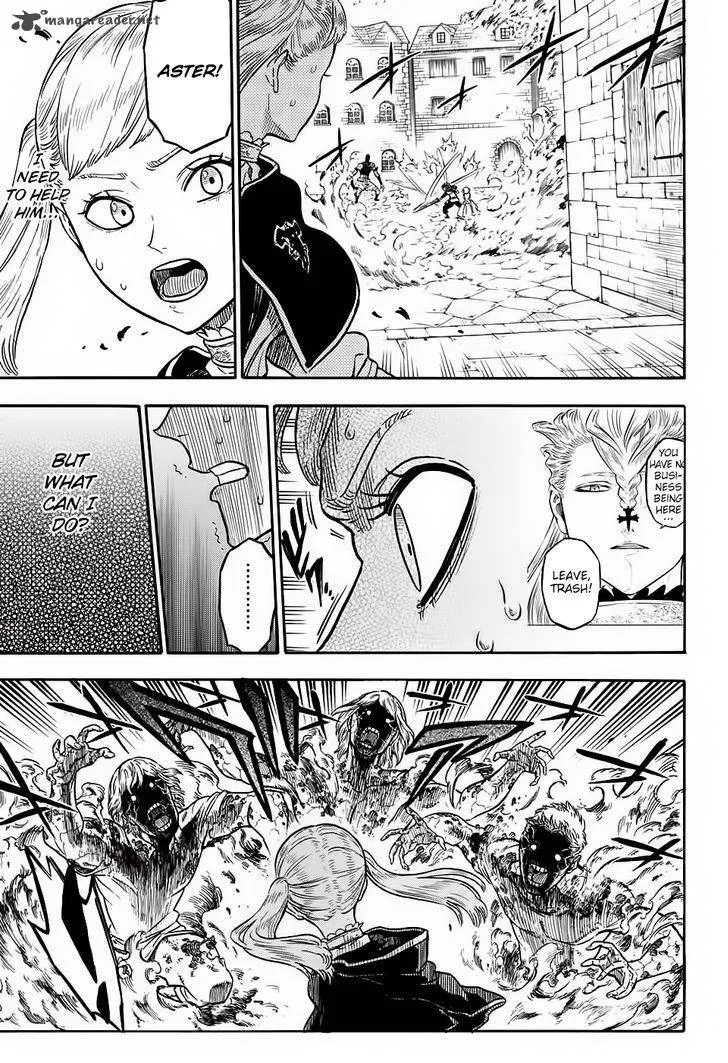 mangareader.net
ASTER!
I
NEED
TO HELP
HIM...
YOU
HAVE NO
BUSI-
NESS
BEING
HERE
...
LEAVE,
TRASH!
.........
BUT
WHAT
CAN I
DO?